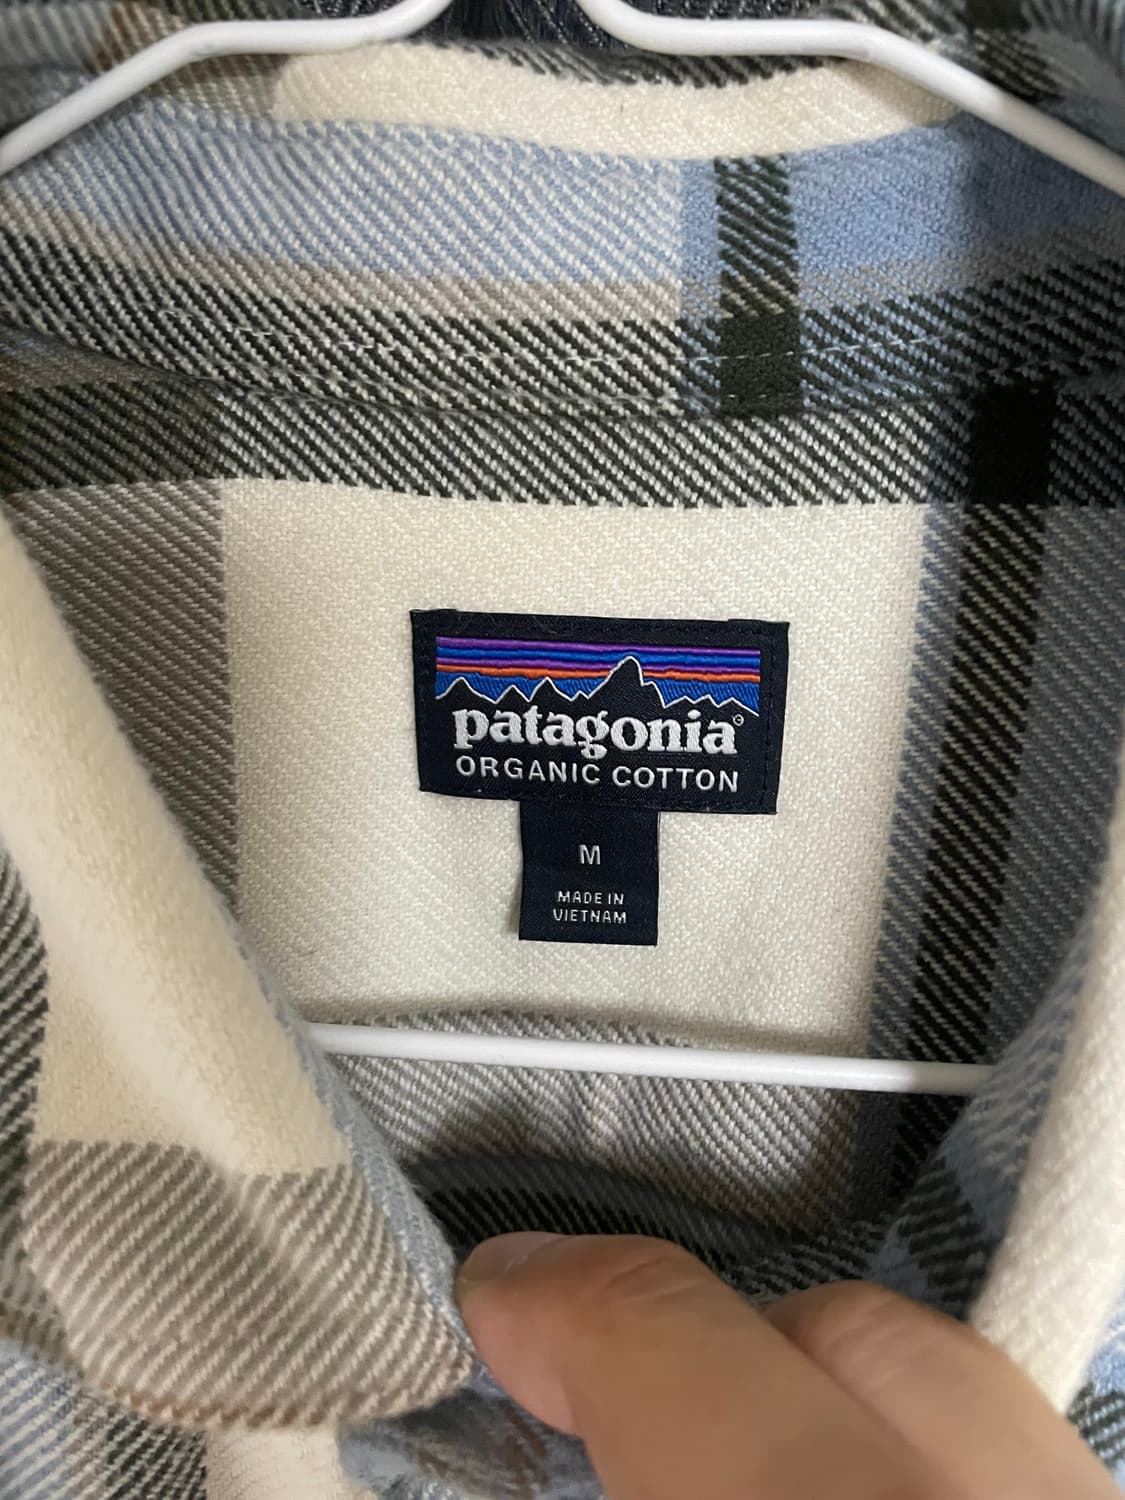 patagonia®
ORGANIC COTTON
M
MADE IN
VIETNAM